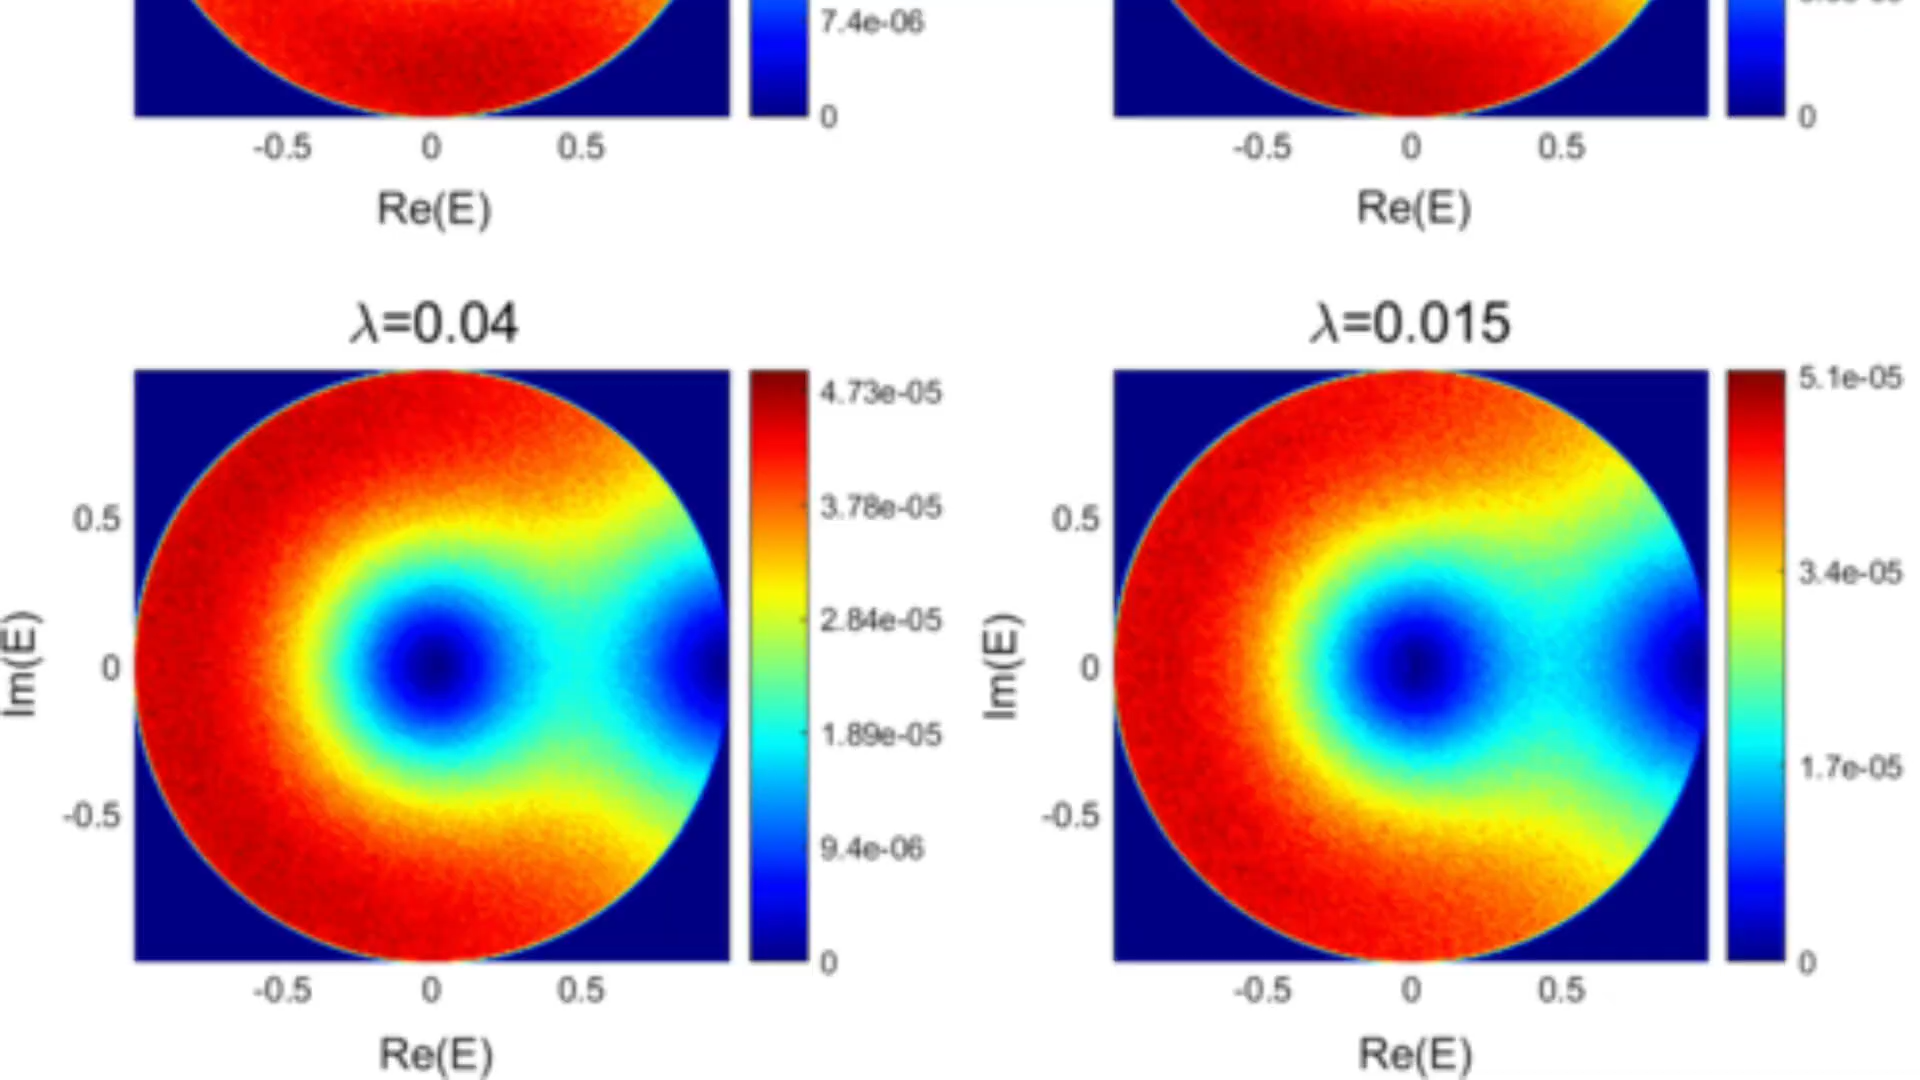 7.4e-06
0
0
-0.5 0 0.5
-0.5 0 0.5
Re(E)
Re(E)
λ=0.04
λ=0.015
4.73e-05
3.78e-05
2.84e-05
1.89e-05
9.4e-06
0
0.5
0
-0.5
Im(E)
-0.5 0 0.5
Re(E)
5.1e-05
3.4e-05
1.7e-05
0
0.5
0
-0.5
Im(E)
-0.5 0 0.5
Re(E)